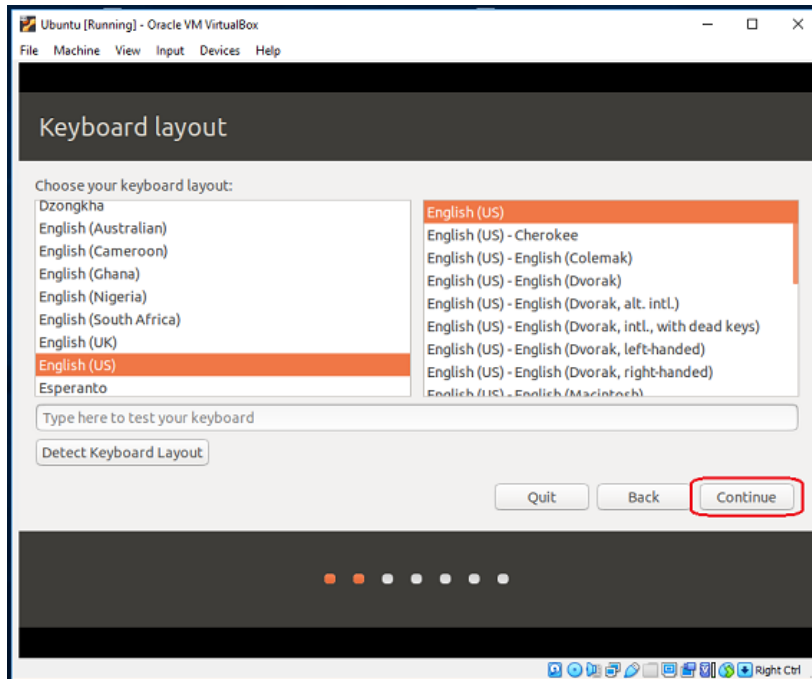 Ubuntu [Running] - Oracle VM VirtualBox
File Machine View Input Devices Help
Keyboard layout
Choose your keyboard layout:
Dzongkha
English (Australian)
English (Cameroon)
English (Ghana)
English (Nigeria)
English (South Africa)
English (UK)
English (US)
Esperanto
English (US)
English (US) - Cherokee
English (US) - English (Colemak)
English (US) - English (Dvorak)
English (US) - English (Dvorak, alt. intl.)
English (US) - English (Dvorak, intl., with dead keys)
English (US) - English (Dvorak, left-handed)
English (US) - English (Dvorak, right-handed)
English (US) - English (Macintosh)
Type here to test your keyboard
Detect Keyboard Layout
Quit Back Continue
Right Ctrl